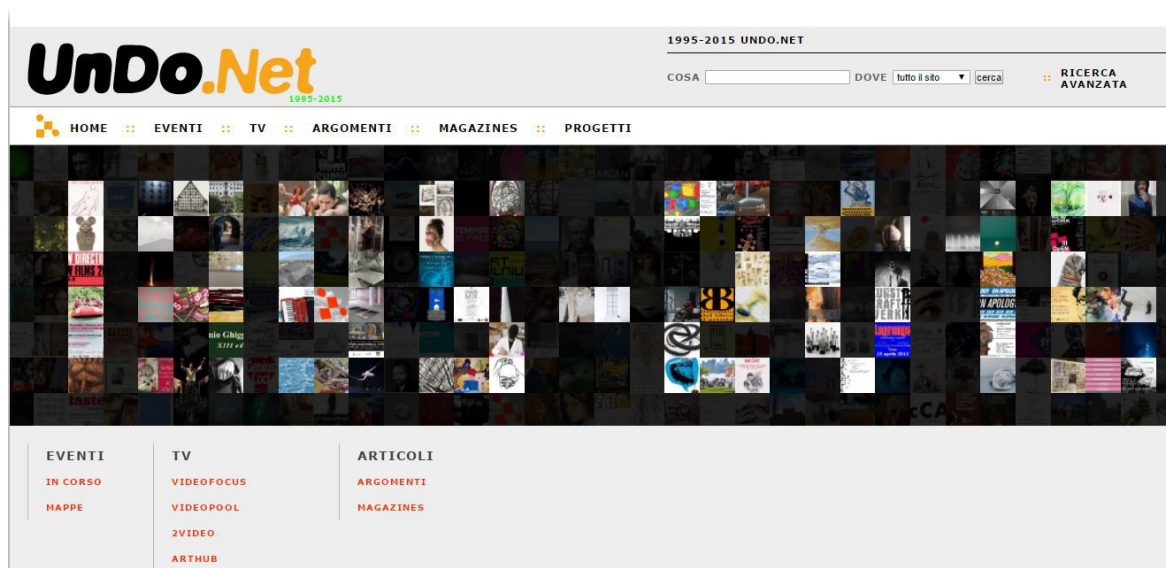 UnDo.Net
1995-2015
1995-2015 UNDO.NET
COSA DOVE tutto il sito cerca :: RICERCA AVANZATA
HOME :: EVENTI :: TV :: ARGOMENTI :: MAGAZINES :: PROGETTI
EVENTI
IN CORSO
MAPPE
TV
VIDEOFOCUS
VIDEOPOOL
2VIDEO
ARTHUB
ARTICOLI
ARGOMENTI
MAGAZINES